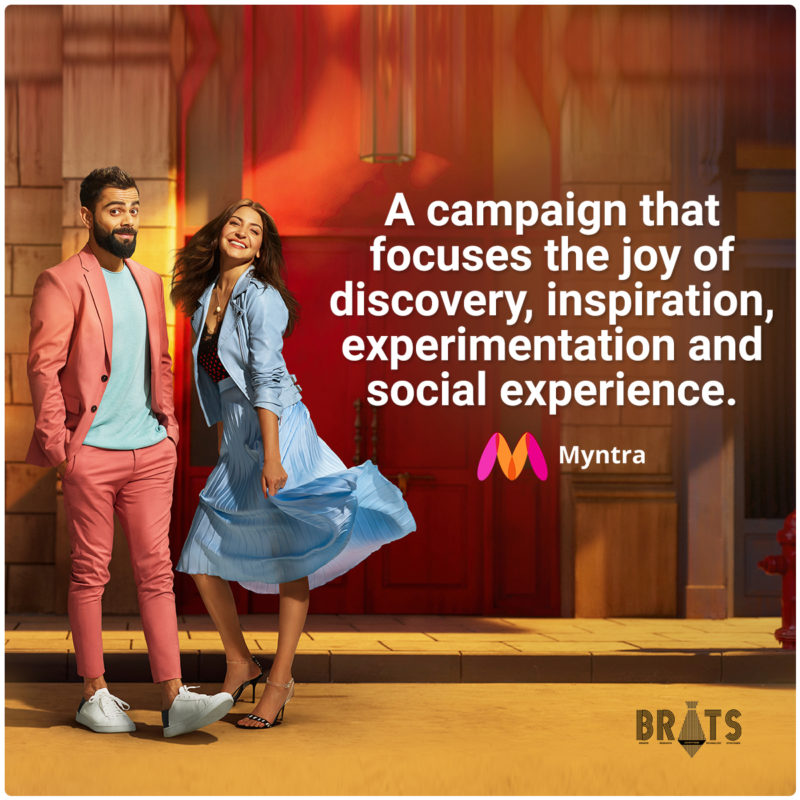 A campaign that
focuses the joy of
discovery, inspiration,
experimentation and
social experience.
Myntra
BRATS